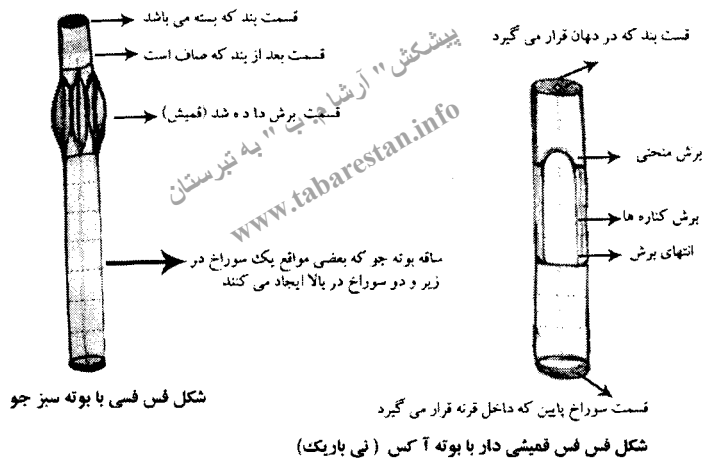 قسمت بند که بسته می باشد
قسمت بعد از بند که صاف است
قسمت برش داده شد (قمیش)
ساقه بوته جو که بعضی مواقع یک سوراخ در
زیر و دو سوراخ در بالا ایجاد می کنند
شکل فس فسی با بوته سبز جو
قست بند که در دهان قرار می گیرد
برش منحنی
برش کناره ها
انتهای برش
قسمت سوراخ پایین که داخل قرنه قرار می گیرد
شکل فس فس قمیشی دار با بوته آ کس ( نی باریک)
پیشکش "آرشام ب" به تبرستان
www.tabarestan.info